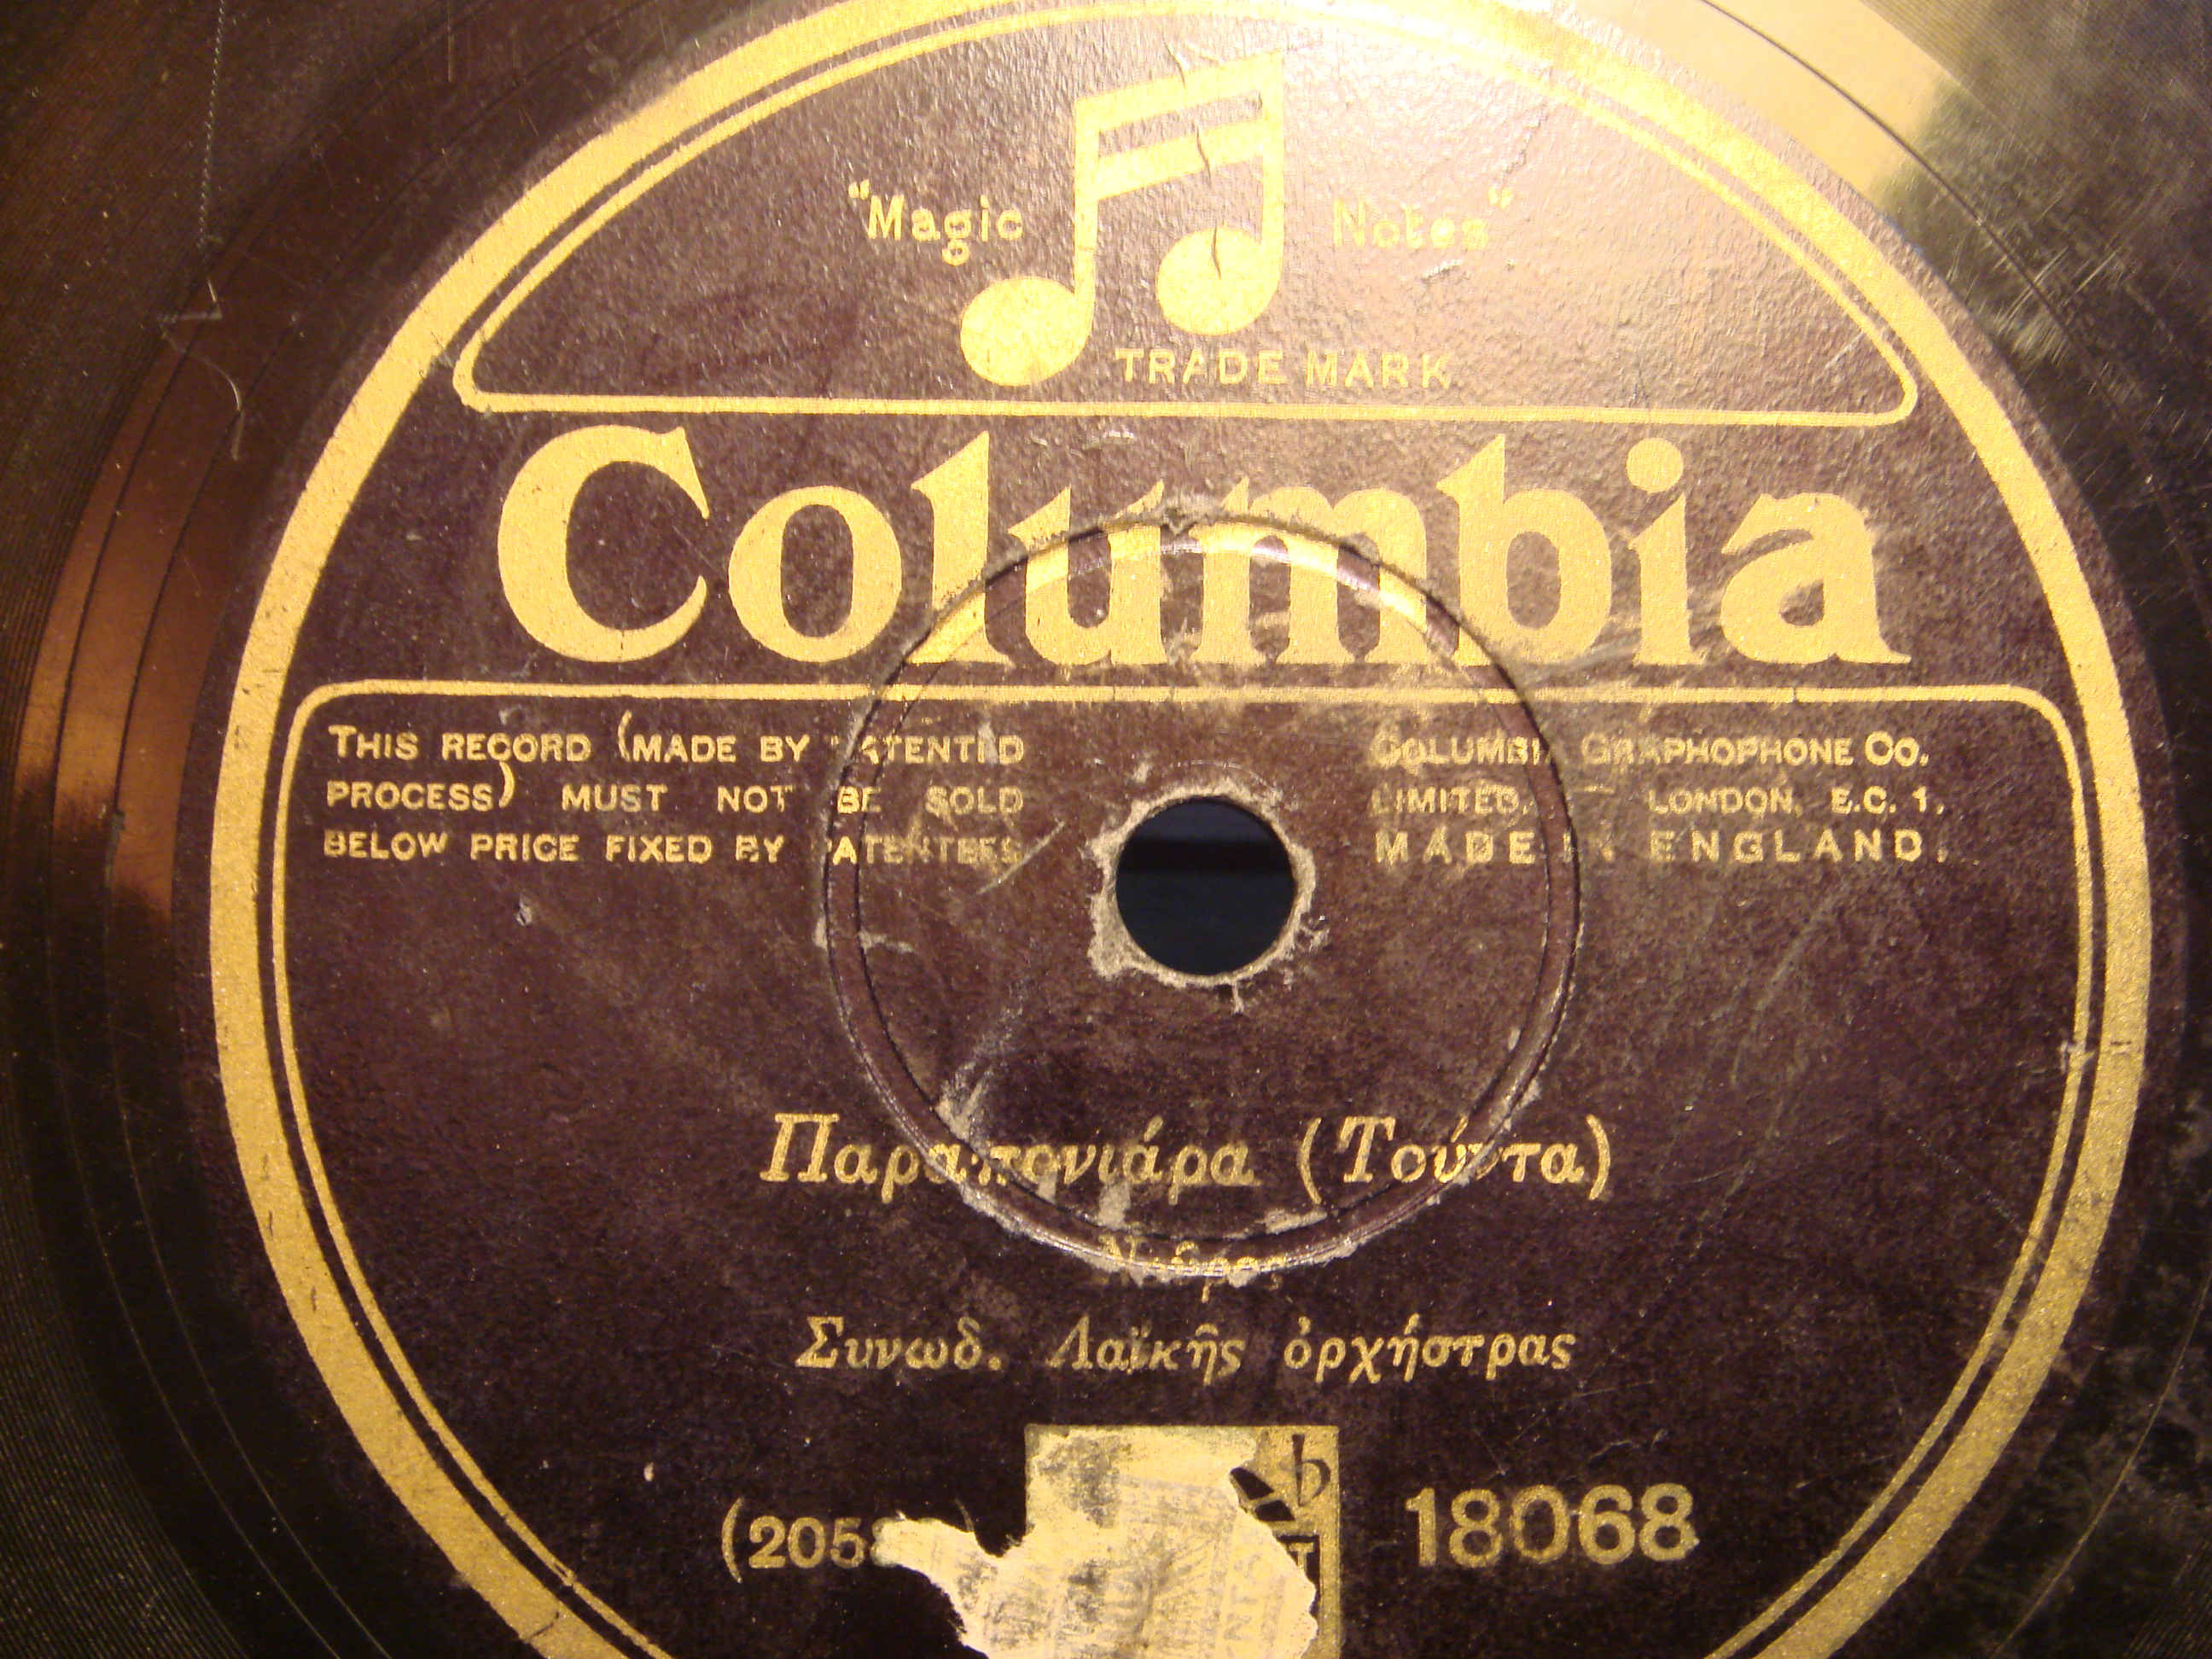 "Magic Notes"
TRADE MARK
Columbia
THIS RECORD (MADE BY PATENTED
PROCESS) MUST NOT BE SOLD
BELOW PRICE FIXED BY PATENTEES
COLUMBIA GRAPHOPHONE CO.
LIMITED, LONDON, E.C. 1.
MADE IN ENGLAND.
Παραπονιάρα (Τούντα)
Συνωδ. Λαϊκῆς ὀρχήστρας
18068